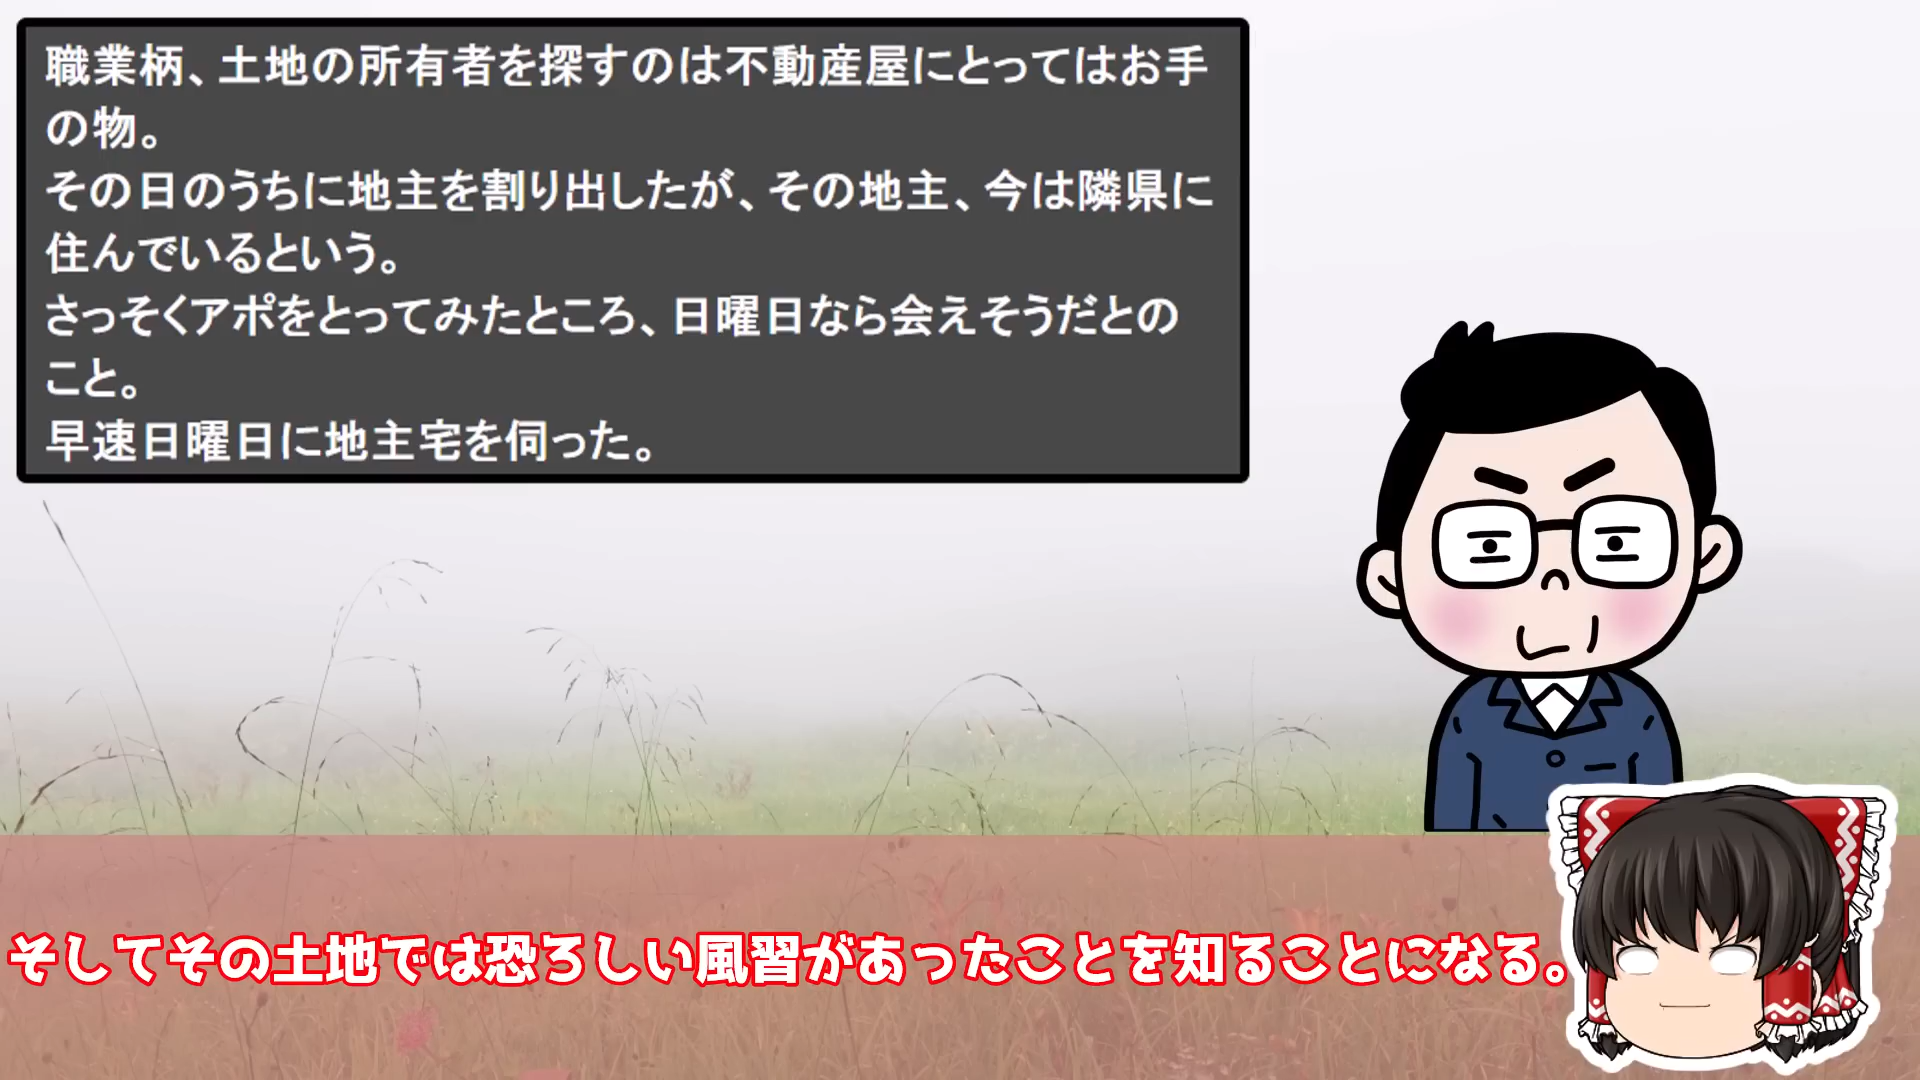 職業柄、土地の所有者を探すのは不動産屋にとってはお手
の物。
その日のうちに地主を割り出したが、その地主、今は隣県に
住んでいるという。
さっそくアポをとってみたところ、日曜日なら会えそうだとの
こと。
早速日曜日に地主宅を伺った。
そしてその土地では恐ろしい風習があったことを知ることになる。